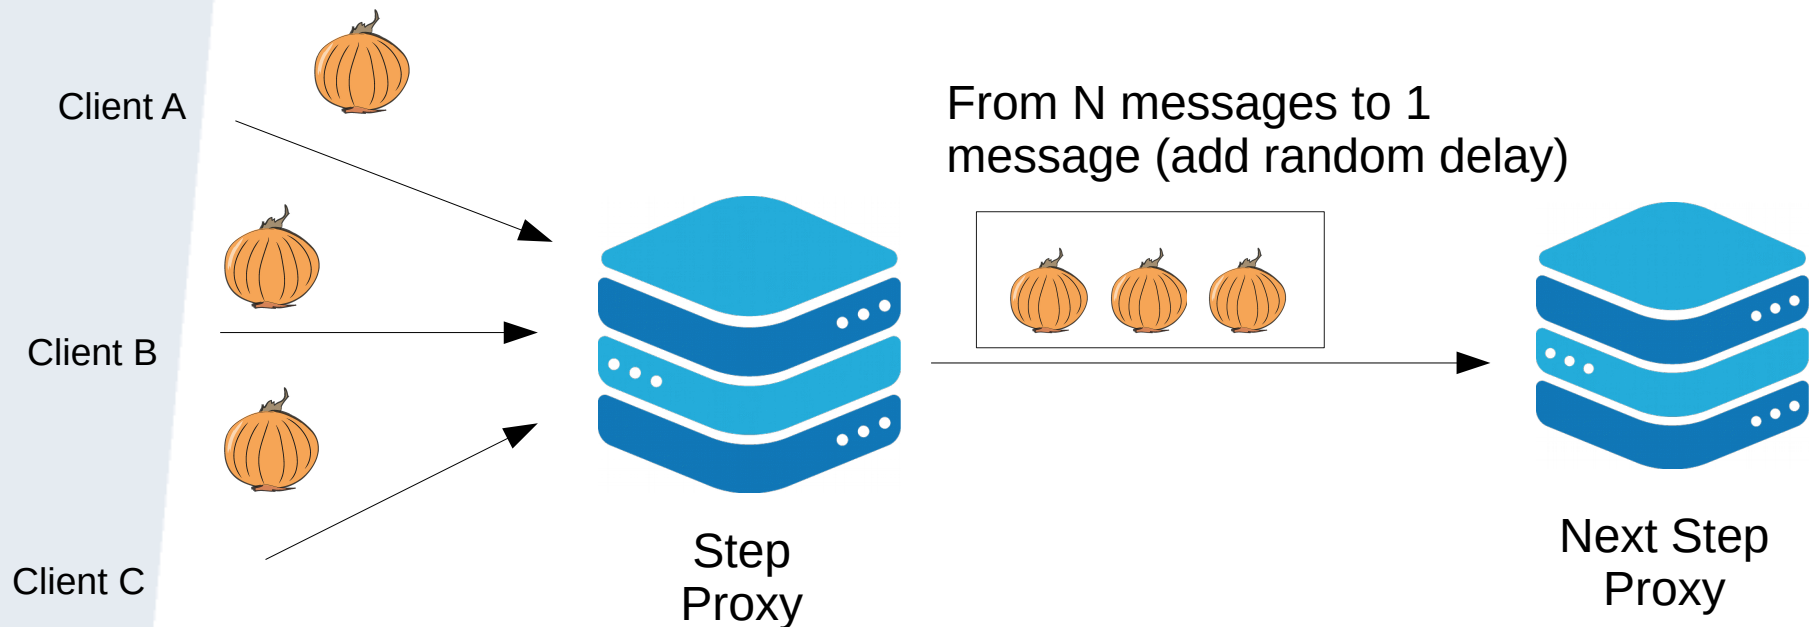 Client A
From N messages to 1
message (add random delay)
Client B
Step
Proxy
Next Step
Proxy
Client C